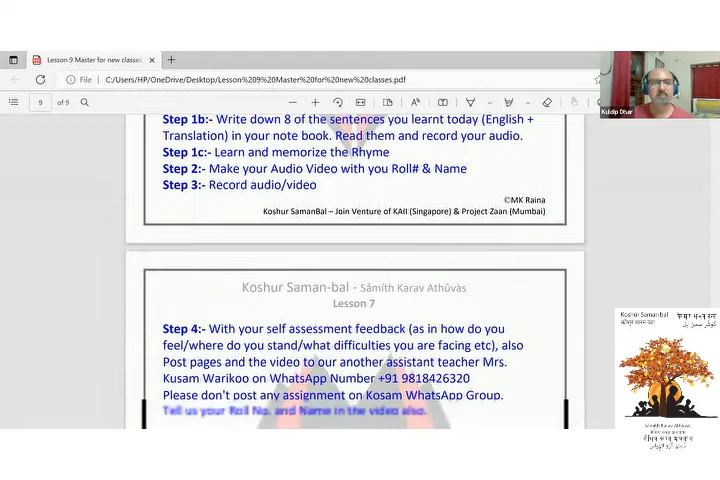 Lesson 9 Master for new classes
File
C:/Users/HP/OneDrive/Desktop/Lesson%209%20Master%20for%20new%20classes.pdf
9 of 9
Kuldip Dhar
Step 1b:- Write down 8 of the sentences you learnt today (English +
Translation) in your note book. Read them and record your audio.
Step 1c:- Learn and memorize the Rhyme
Step 2:- Make your Audio Video with you Roll# & Name
Step 3:- Record audio/video
©MK Raina
Koshur SamanBal – Join Venture of KAII (Singapore) & Project Zaan (Mumbai)
Koshur Saman-bal - Såmíth Karav Athûvàs
Lesson 7
Step 4:- With your self assessment feedback (as in how do you
feel/where do you stand/what difficulties you are facing etc), also
Post pages and the video to our another assistant teacher Mrs.
Kusam Warikoo on WhatsApp Number +91 9818426320
Please don't post any assignment on Kosam WhatsApp Group.
Tell us your Roll No. and Name in the video also.
Koshür Saman bal
Såmith Karav Athûvàs